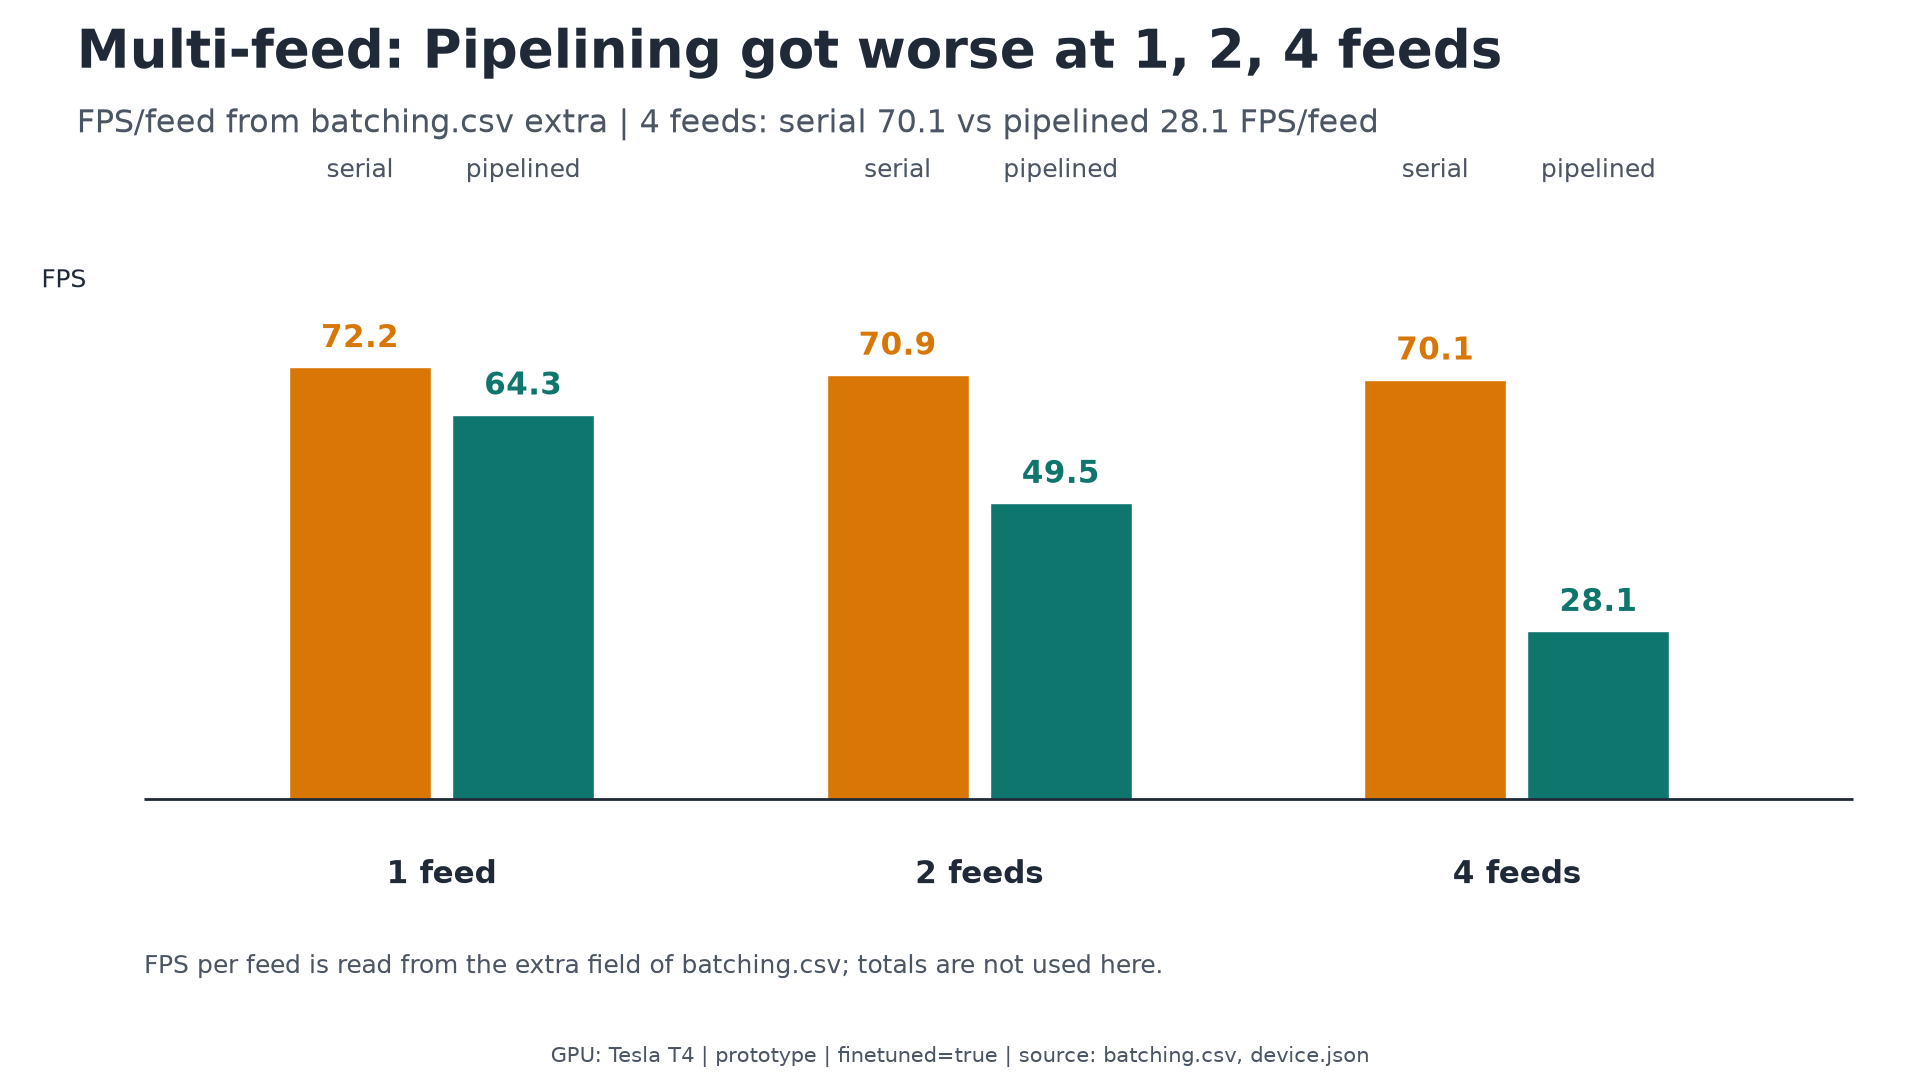 Multi-feed: Pipelining got worse at 1, 2, 4 feeds
FPS/feed from batching.csv extra | 4 feeds: serial 70.1 vs pipelined 28.1 FPS/feed
serial pipelined serial pipelined serial pipelined
FPS
72.2 64.3 70.9 49.5 70.1 28.1
1 feed 2 feeds 4 feeds
FPS per feed is read from the extra field of batching.csv; totals are not used here.
GPU: Tesla T4 | prototype | finetuned=true | source: batching.csv, device.json